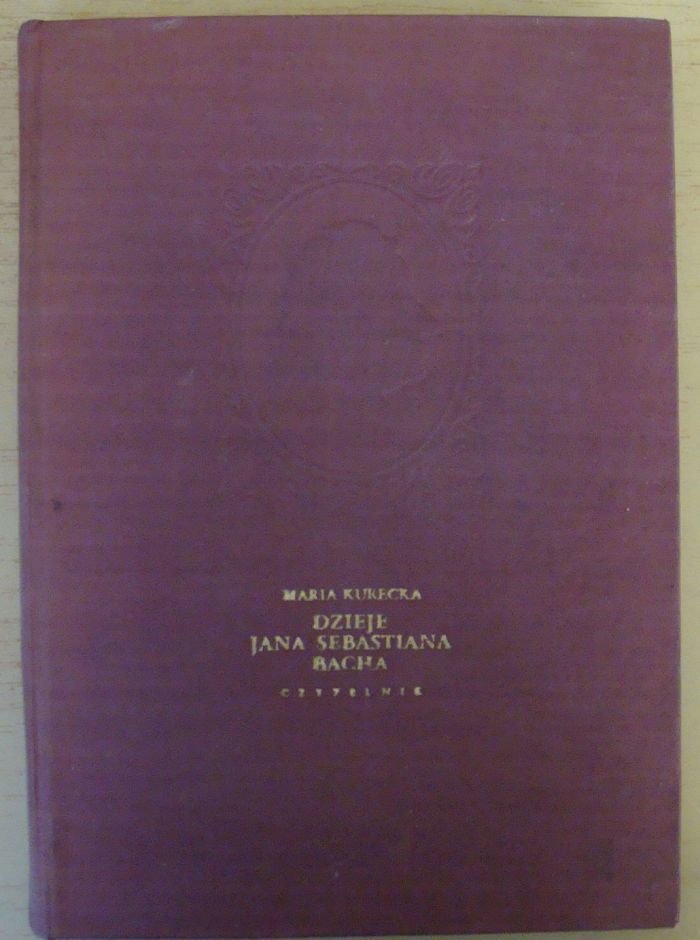 MARIA KURECKA
DZIEJE
JANA SEBASTIANA
BACHA
CZYTELNIK